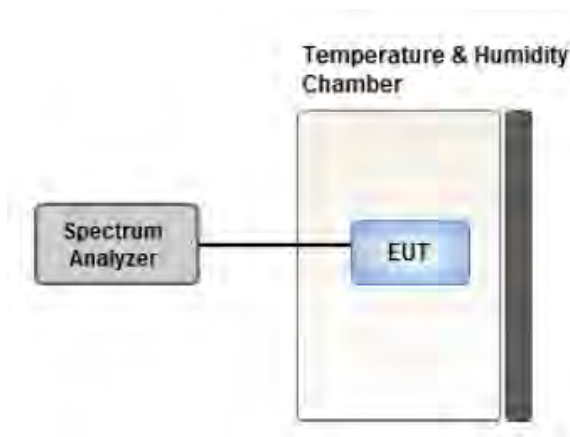 Temperature & Humidity
Chamber
Spectrum
Analyzer
EUT